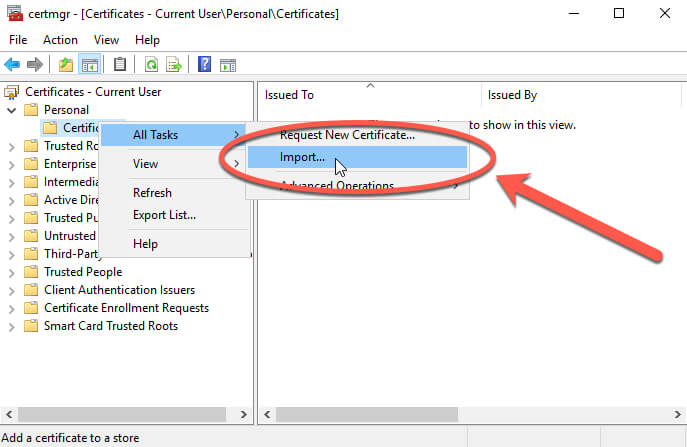 certmgr - [Certificates - Current User\Personal\Certificates]
File Action View Help
Certificates - Current User
Personal
Certific
Trusted Ro
Enterprise
Intermedia
Active Dire
Trusted Pu
Untrusted
Third-Party
Trusted People
Client Authentication Issuers
Certificate Enrollment Requests
Smart Card Trusted Roots
All Tasks
View
Refresh
Export List...
Help
Request New Certificate...
Import...
Advanced Operations
Issued To
Issued By
to show in this view.
Add a certificate to a store